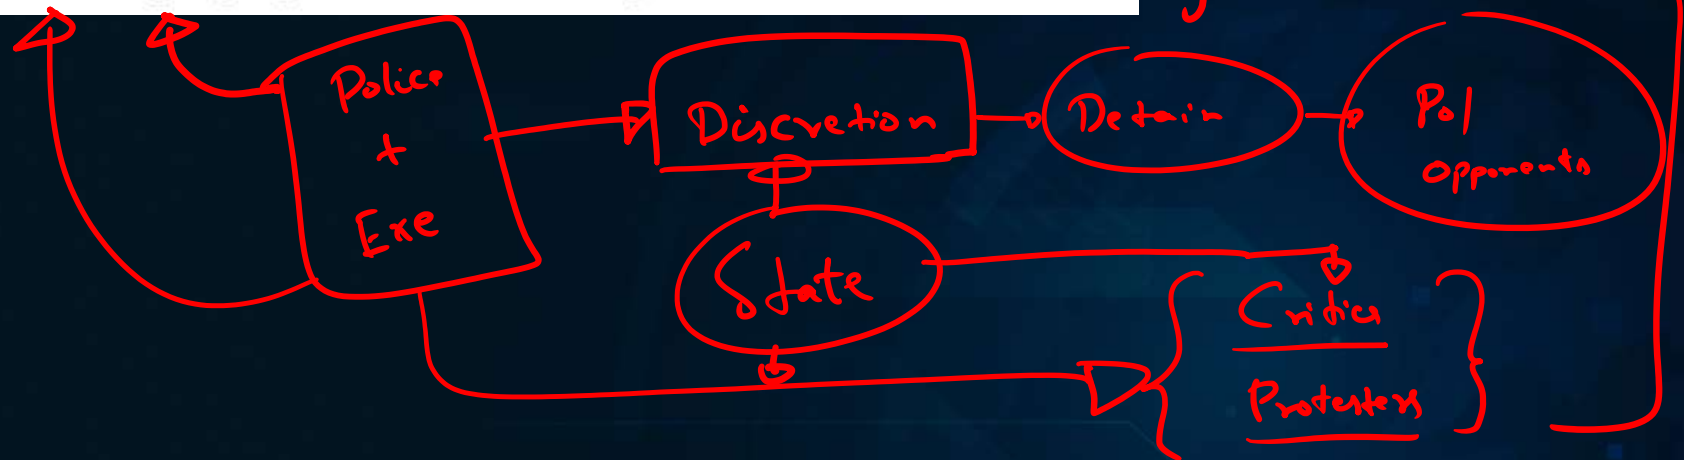 Police
+
Exe
Discretion
Detain
Pol
opponents
State
Critics
Protesters